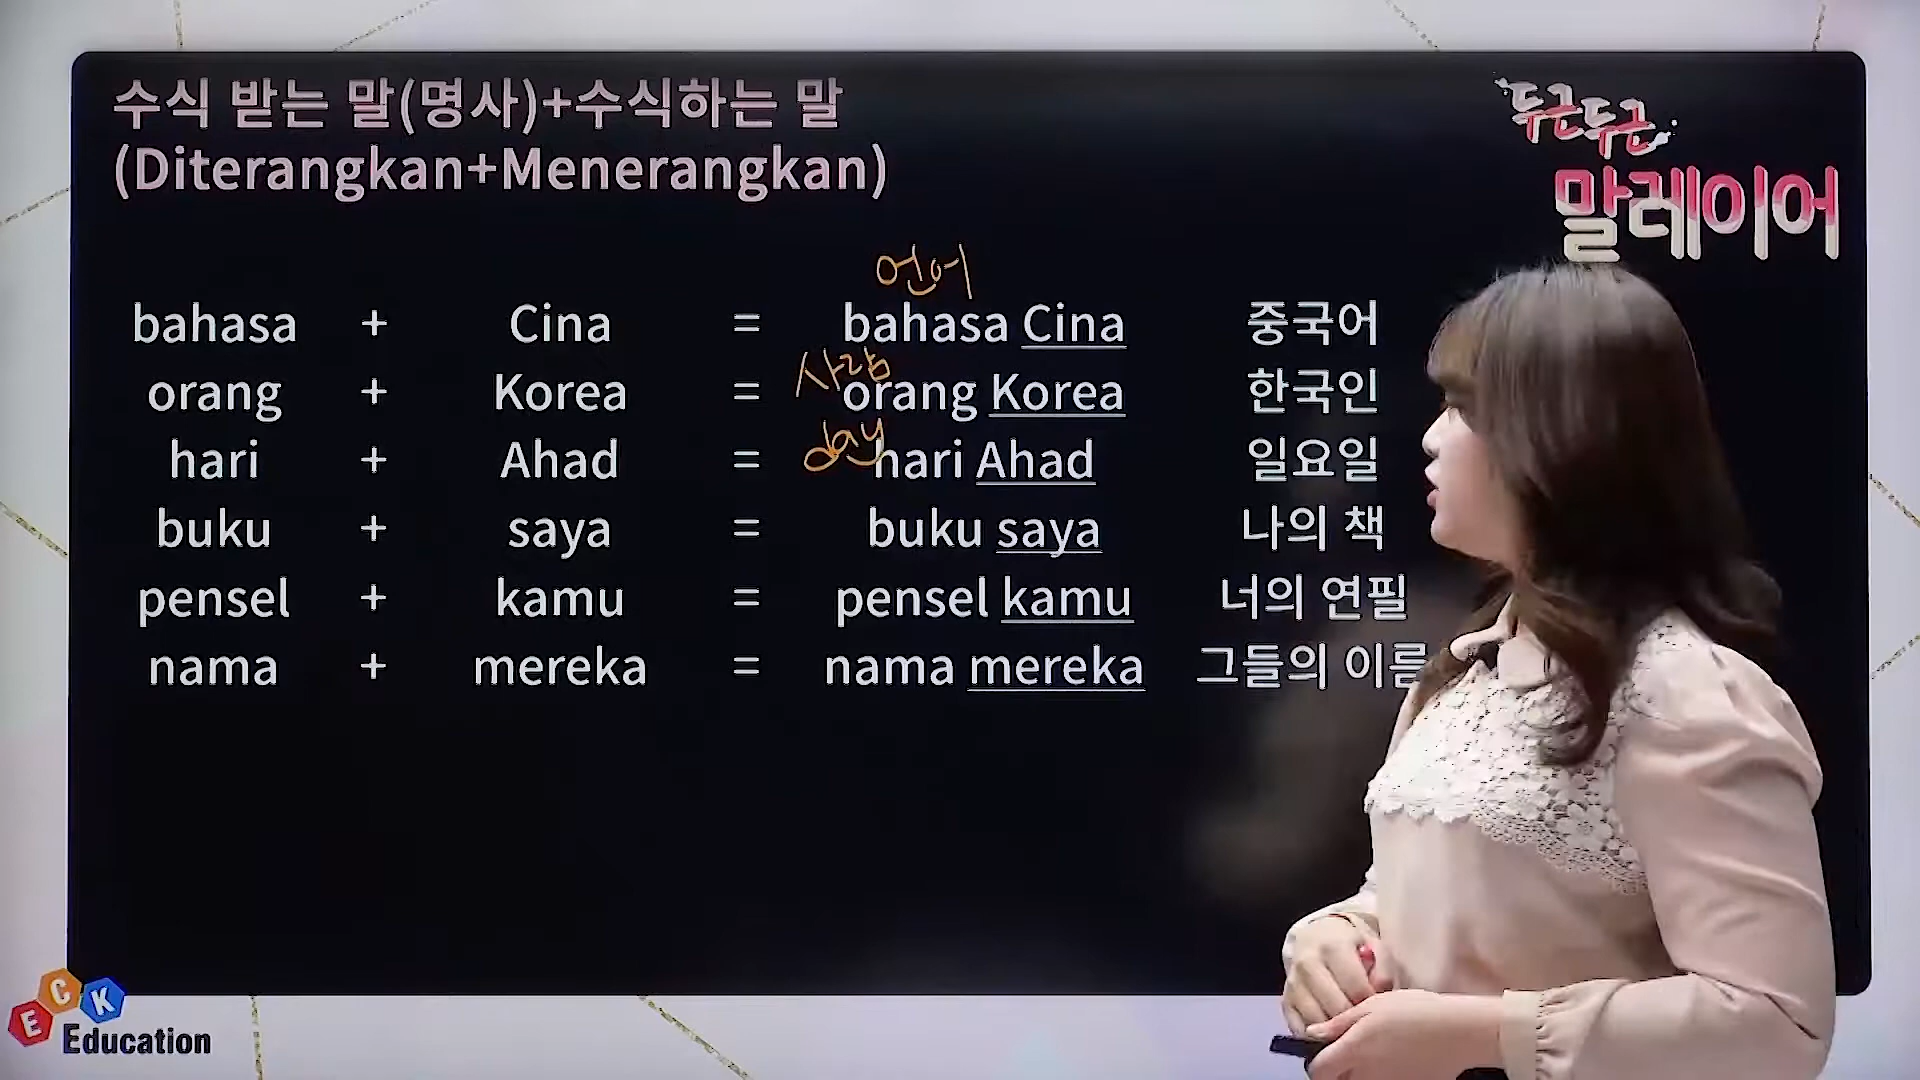 수식 받는 말(명사)+수식하는 말
(Diterangkan+Menerangkan)
두근두근
말레이어
언어
bahasa + Cina = bahasa Cina 중국어
사람
orang + Korea = orang Korea 한국인
day
hari + Ahad = hari Ahad 일요일
buku + saya = buku saya 나의 책
pensel + kamu = pensel kamu 너의 연필
nama + mereka = nama mereka 그들의 이름
ECK
Education